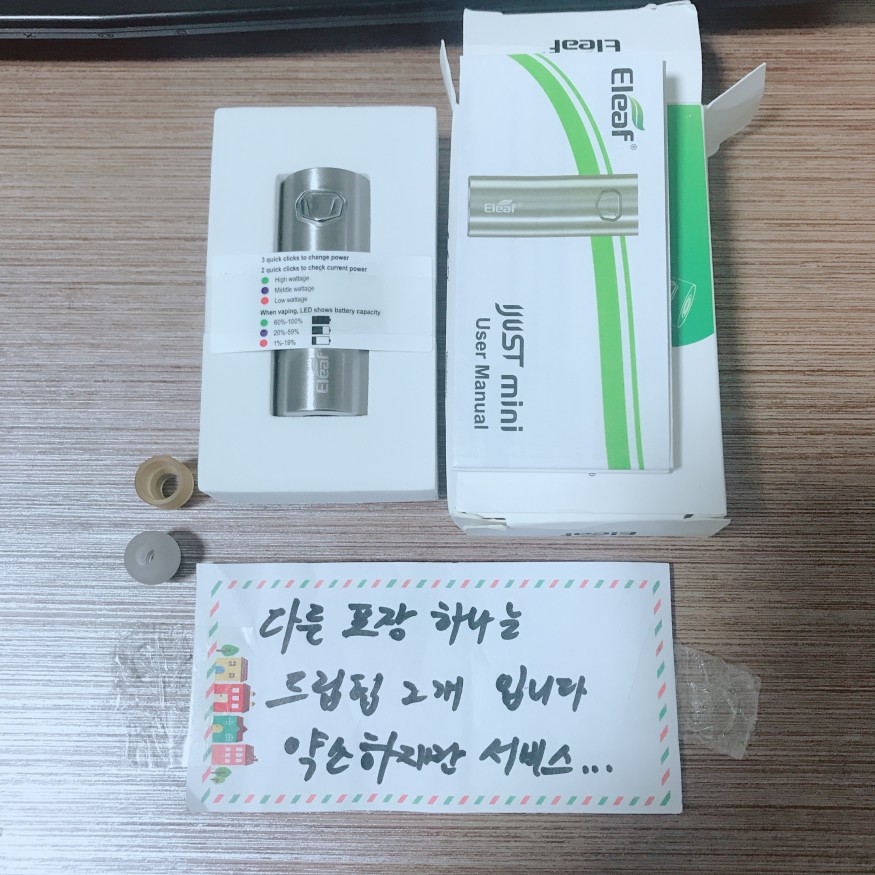 Eleaf
Eleaf
Eleaf
iJUST mini
User Manual
Eleaf
3 quick clicks to change power
2 quick clicks to check current power
High wattage
Middle wattage
Low wattage
When vaping, LED shows battery capacity
60%-100%
20%-59%
1%-19%
Eleaf
Eleaf
다른 포장 하나는
드립팁 2개 입니다
약소하지만 서비스...